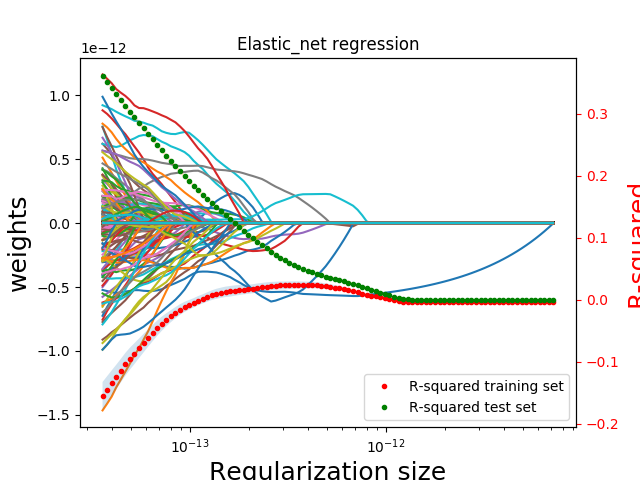 Elastic_net regression
1e−12
1.0
0.5
0.0
−0.5
−1.0
−1.5
weights
0.3
0.2
0.1
0.0
−0.1
−0.2
R-squared
R-squared training set
R-squared test set
10⁻¹³
10⁻¹²
Regularization size